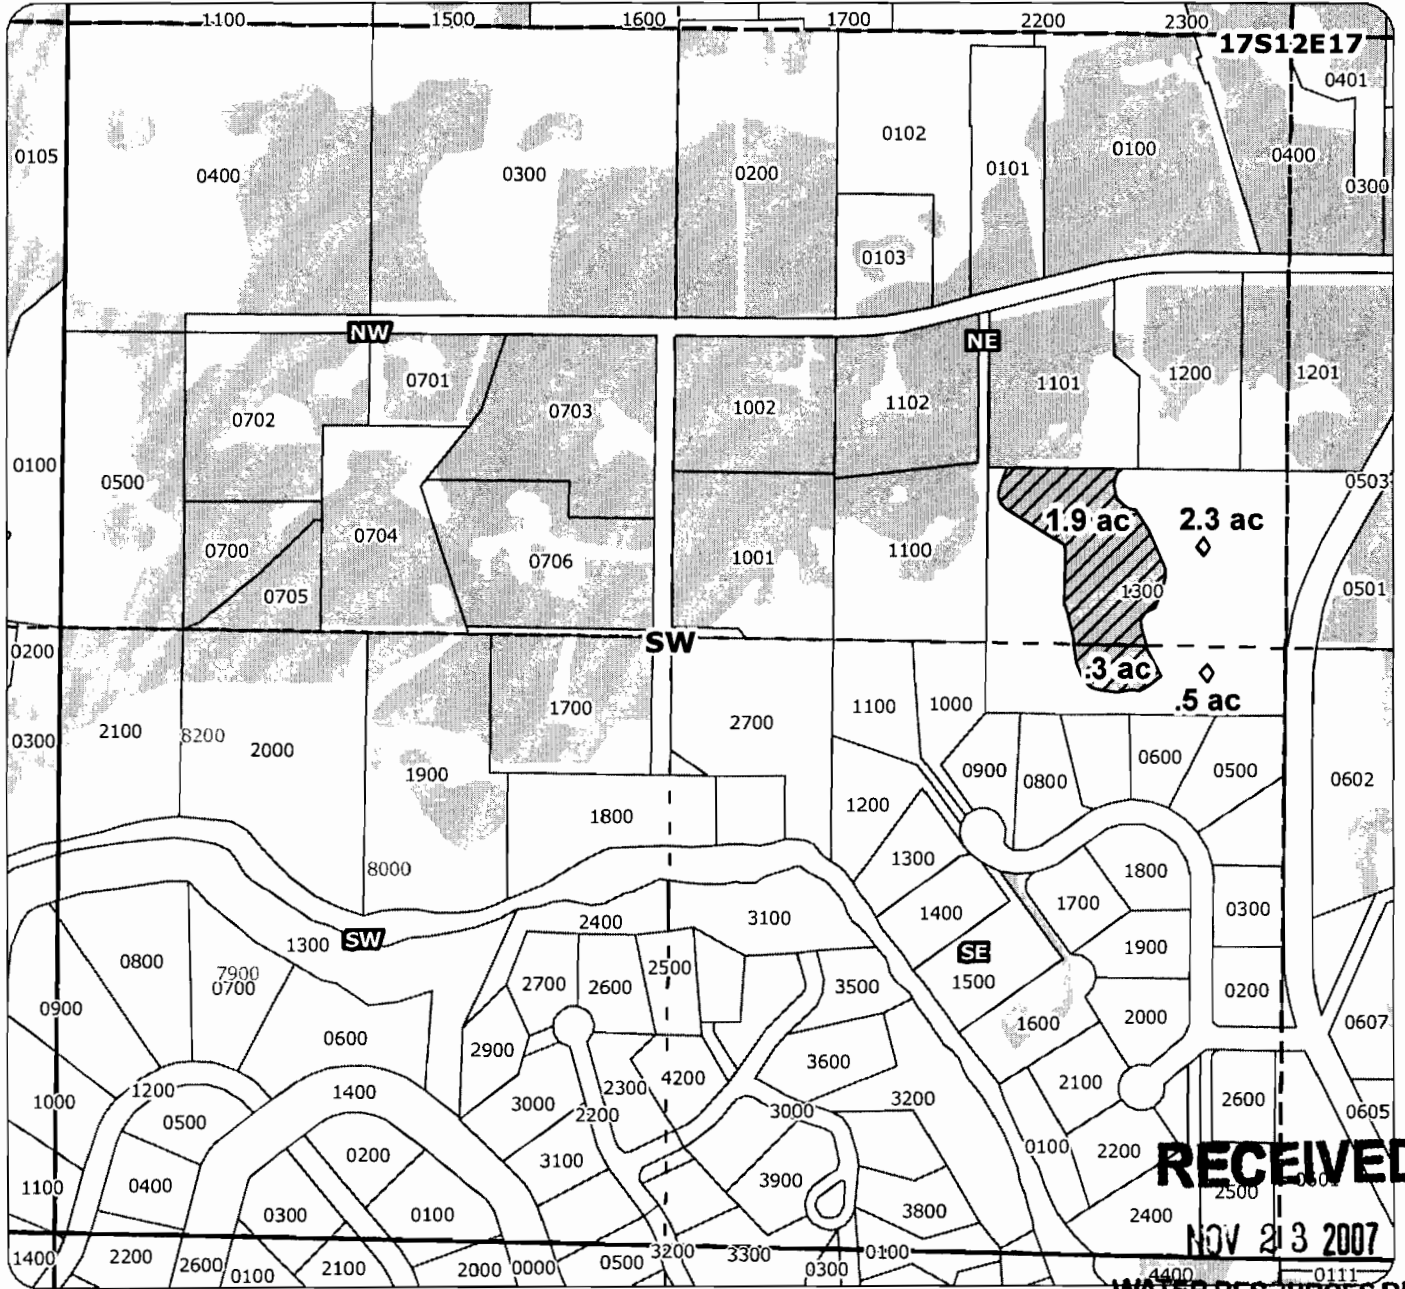 1100 1500 1600 1700 2200 2300
17S12E17
0401
0102
0105 0400 0300 0200 0101 0100 0400
0300
0103
NW NE
0701 1101 1200 1201
0702 0703 1002 1102
0100 0500 0503
1.9 ac 2.3 ac
0700 0704 0706 1001 1100
0705 1300 0501
0200 SW
.3 ac
.5 ac
2100 8200 2000 1700 2700 1100 1000
0300
1900 0900 0800 0600 0500 0602
1800 1200
8000 1300 1800
2400 3100 1400 1700 0300
1300 SW 1900
0800 7900 2500 SE
0700 2700 2600 3500 1500 0200
0900 1600 2000 0607
0600 2900 3600
1000 1200 1400 2300 4200 2100 2600
0500 3000 2200 3000 3200 0605
0200 3100 0100 2200
RECEIVED
1100 0400 3900 2500 0601
0300 0100 3800 2400
NOV 23 2007
1400 2200 2600 0100 2100 2000 0000 0500 3200 3300 0300 0100
4400 0111
WATER RESOURCES DE